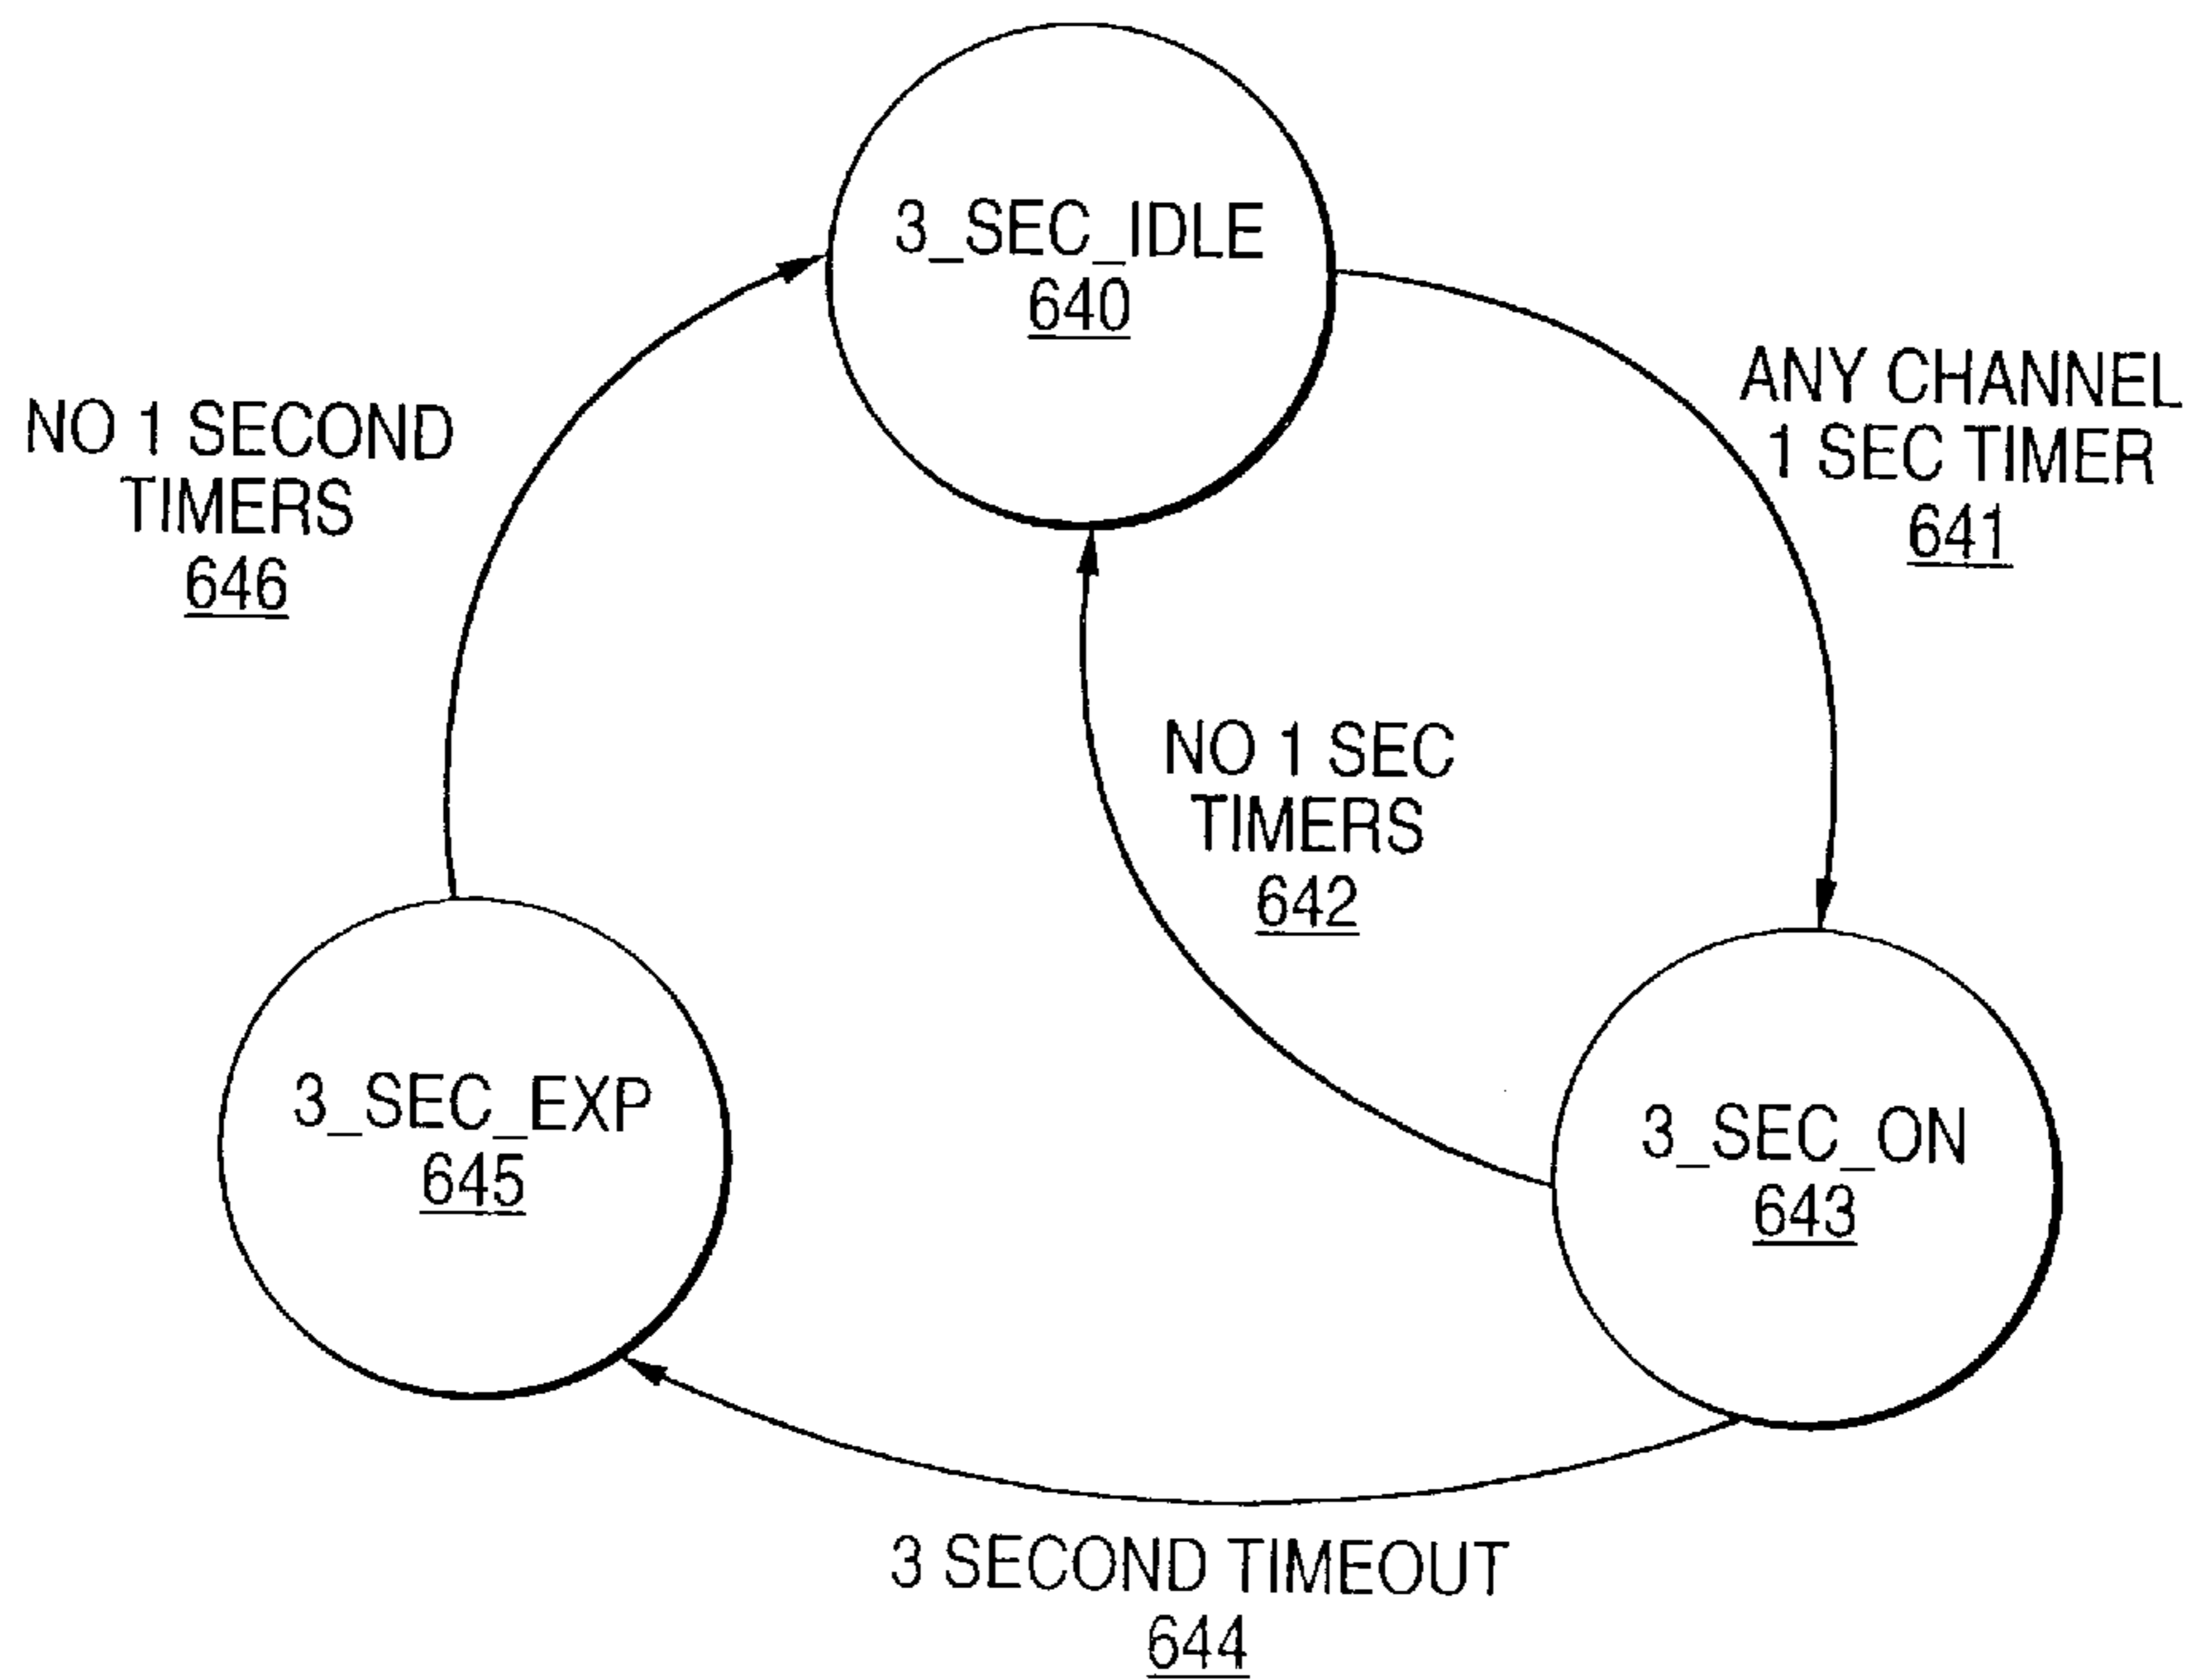 3_SEC_IDLE
640
ANY CHANNEL
1 SEC TIMER
641
NO 1 SECOND
TIMERS
646
NO 1 SEC
TIMERS
642
3_SEC_EXP
645
3_SEC_ON
643
3 SECOND TIMEOUT
644